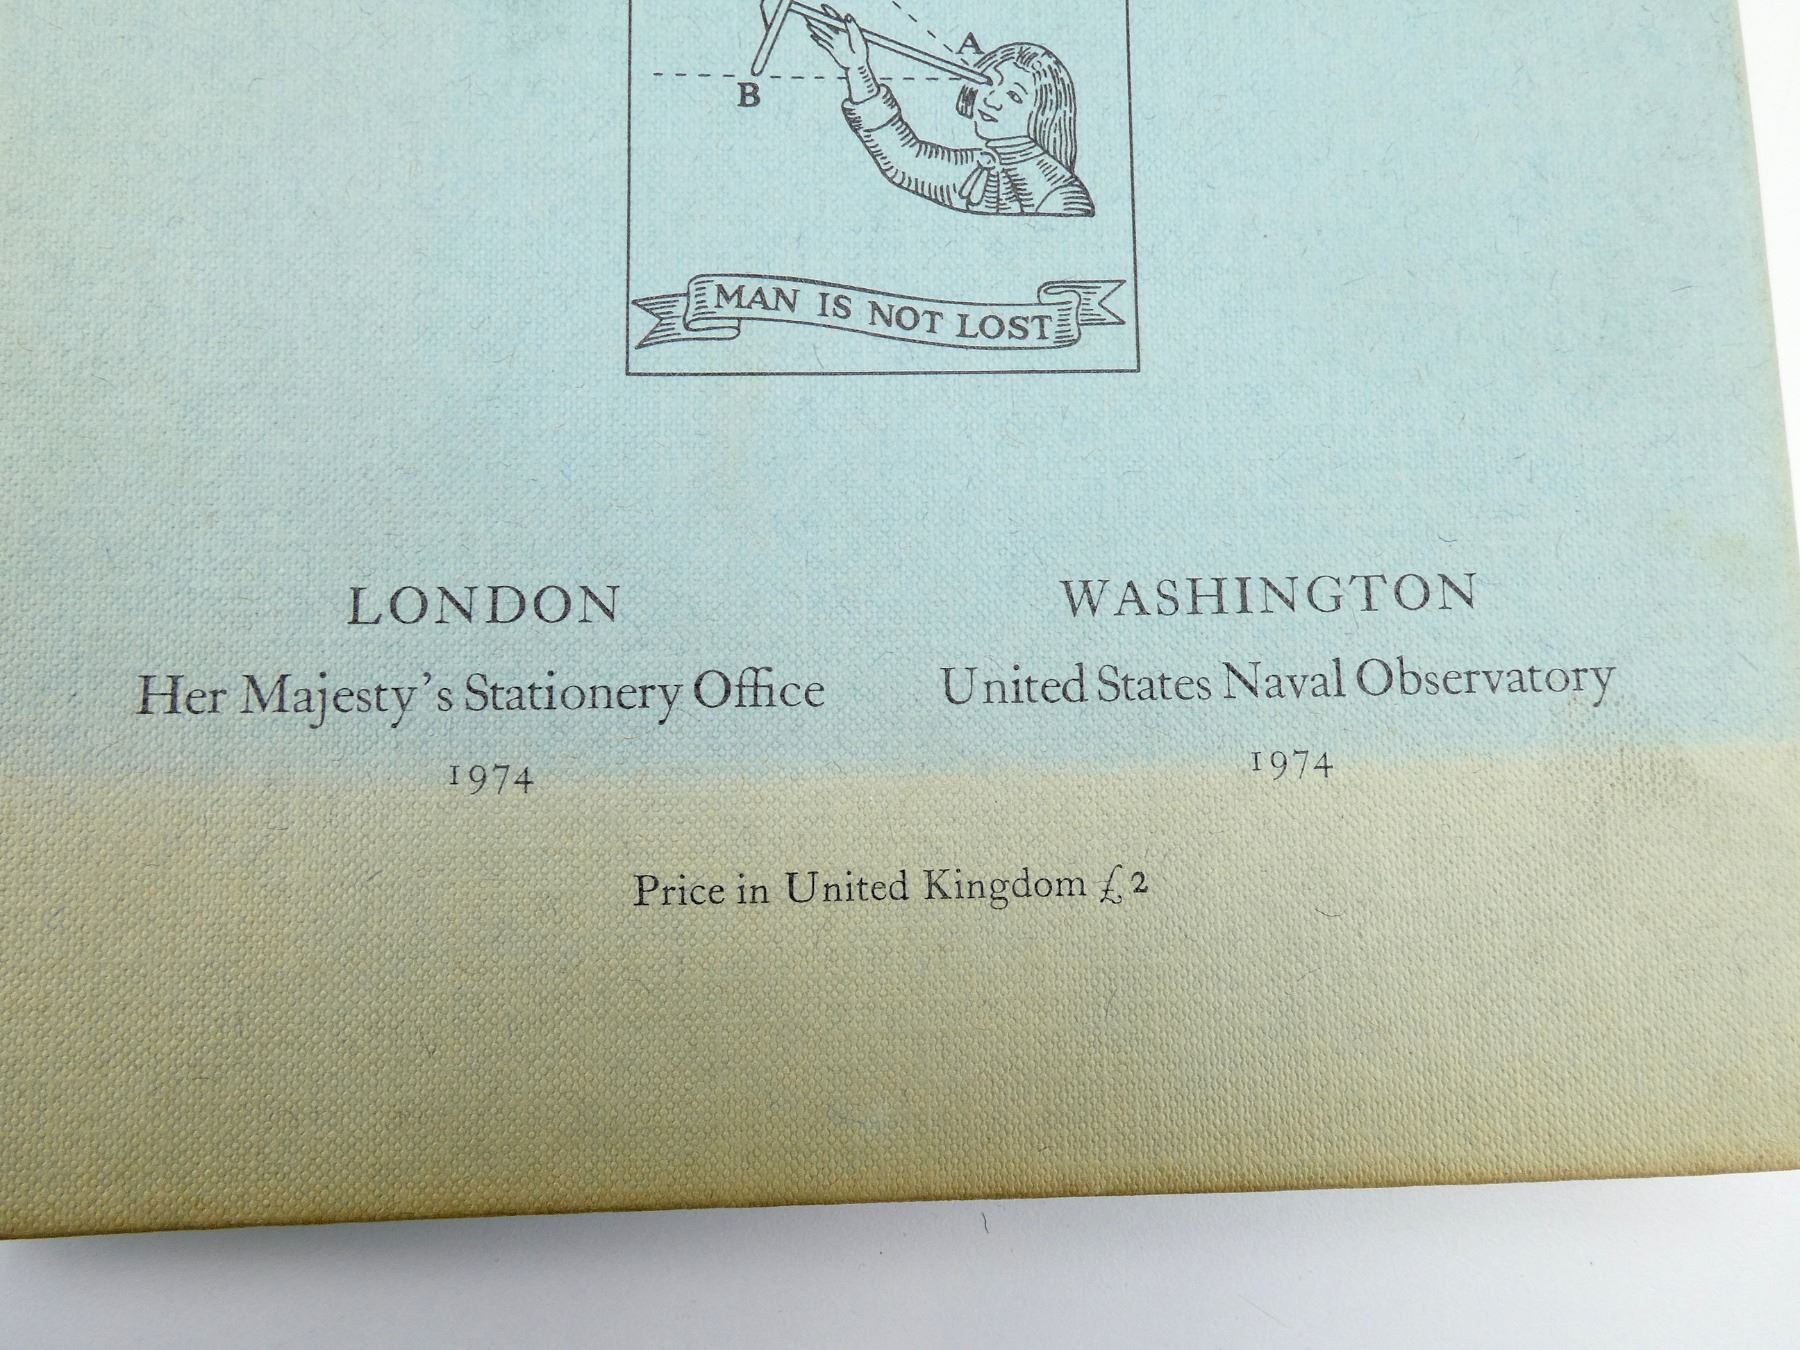 A
B
MAN IS NOT LOST
LONDON
Her Majesty's Stationery Office
1974
WASHINGTON
United States Naval Observatory
1974
Price in United Kingdom £2